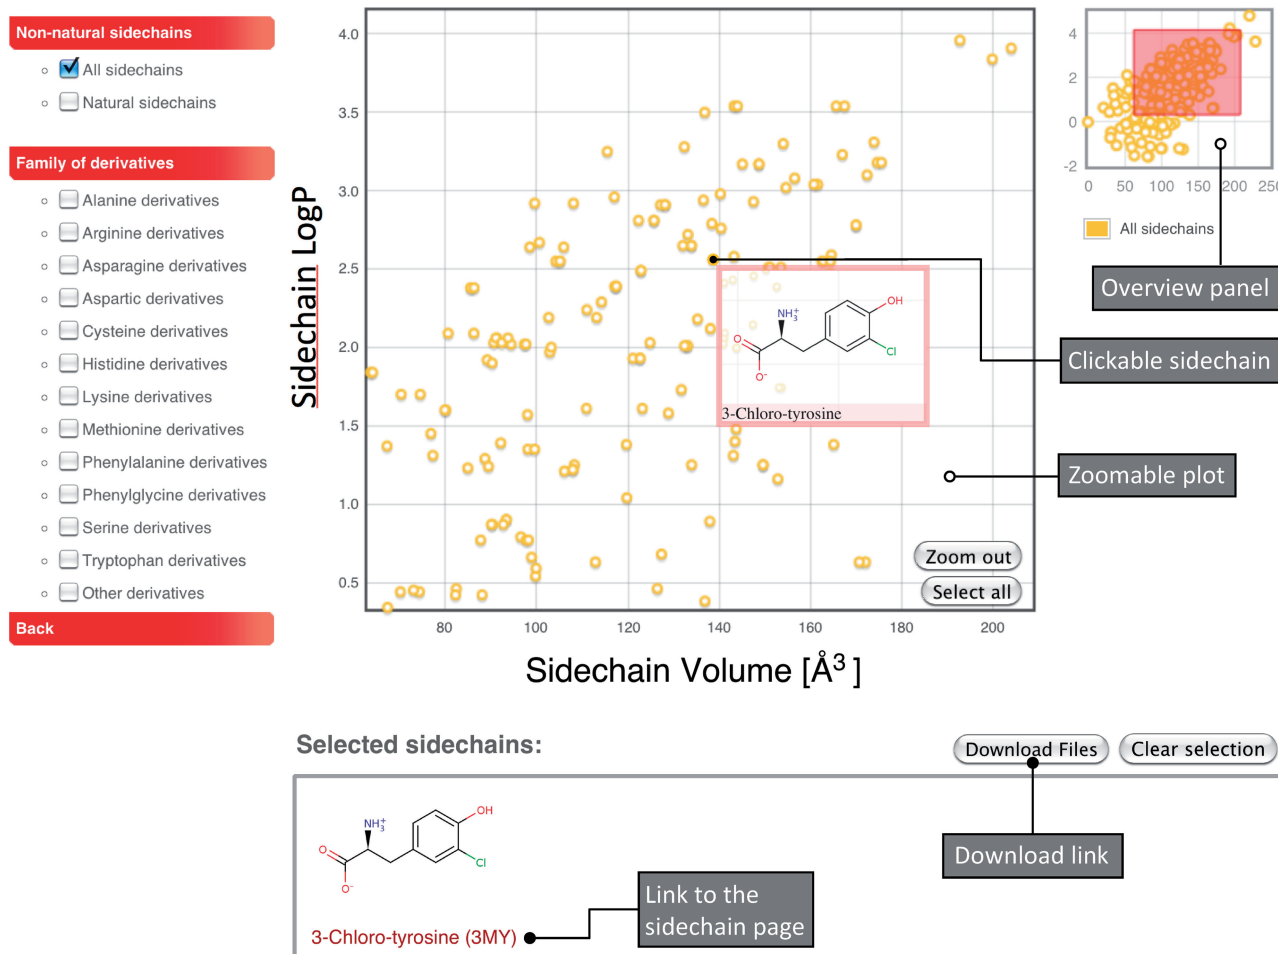 Non-natural sidechains
All sidechains
Natural sidechains
Family of derivatives
Alanine derivatives
Arginine derivatives
Asparagine derivatives
Aspartic derivatives
Cysteine derivatives
Histidine derivatives
Lysine derivatives
Methionine derivatives
Phenylalanine derivatives
Phenylglycine derivatives
Serine derivatives
Tryptophan derivatives
Other derivatives
Back
Sidechain LogP
4.0
3.5
3.0
2.5
2.0
1.5
1.0
0.5
80
100
120
140
160
180
200
Sidechain Volume [Å³]
NH₃⁺
OH
O
O⁻
Cl
3-Chloro-tyrosine
Zoom out
Select all
4
2
0
-2
0
50
100
150
200
250
All sidechains
Overview panel
Clickable sidechain
Zoomable plot
Selected sidechains:
Download Files
Clear selection
Download link
NH₃⁺
OH
O
O⁻
Cl
3-Chloro-tyrosine (3MY)
Link to the
sidechain page